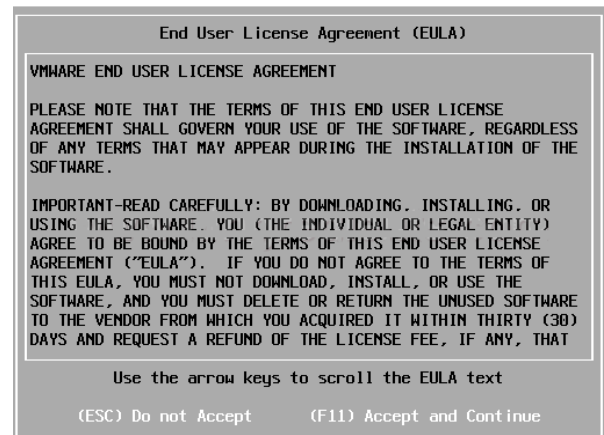 End User License Agreement (EULA)
VMWARE END USER LICENSE AGREEMENT
PLEASE NOTE THAT THE TERMS OF THIS END USER LICENSE
AGREEMENT SHALL GOVERN YOUR USE OF THE SOFTWARE, REGARDLESS
OF ANY TERMS THAT MAY APPEAR DURING THE INSTALLATION OF THE
SOFTWARE.
IMPORTANT-READ CAREFULLY: BY DOWNLOADING, INSTALLING, OR
USING THE SOFTWARE, YOU (THE INDIVIDUAL OR LEGAL ENTITY)
AGREE TO BE BOUND BY THE TERMS OF THIS END USER LICENSE
AGREEMENT ("EULA"). IF YOU DO NOT AGREE TO THE TERMS OF
THIS EULA, YOU MUST NOT DOWNLOAD, INSTALL, OR USE THE
SOFTWARE, AND YOU MUST DELETE OR RETURN THE UNUSED SOFTWARE
TO THE VENDOR FROM WHICH YOU ACQUIRED IT WITHIN THIRTY (30)
DAYS AND REQUEST A REFUND OF THE LICENSE FEE, IF ANY, THAT
Use the arrow keys to scroll the EULA text
(ESC) Do not Accept (F11) Accept and Continue